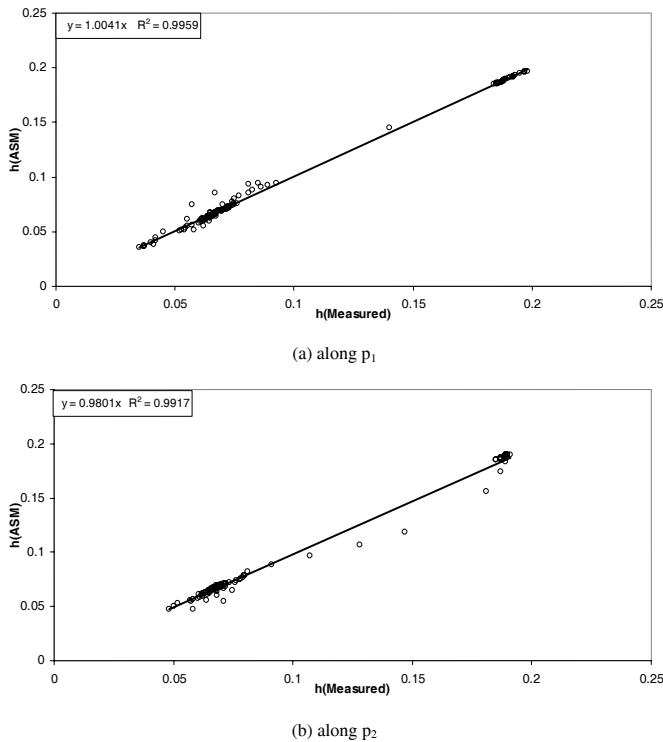 0.25
y = 1.0041x R² = 0.9959
0.2
0.15
h(ASM)
0.1
0.05
0
0 0.05 0.1 0.15 0.2 0.25
h(Measured)
(a) along p₁
0.25
y = 0.9801x R² = 0.9917
0.2
0.15
h(ASM)
0.1
0.05
0
0 0.05 0.1 0.15 0.2 0.25
h(Measured)
(b) along p₂